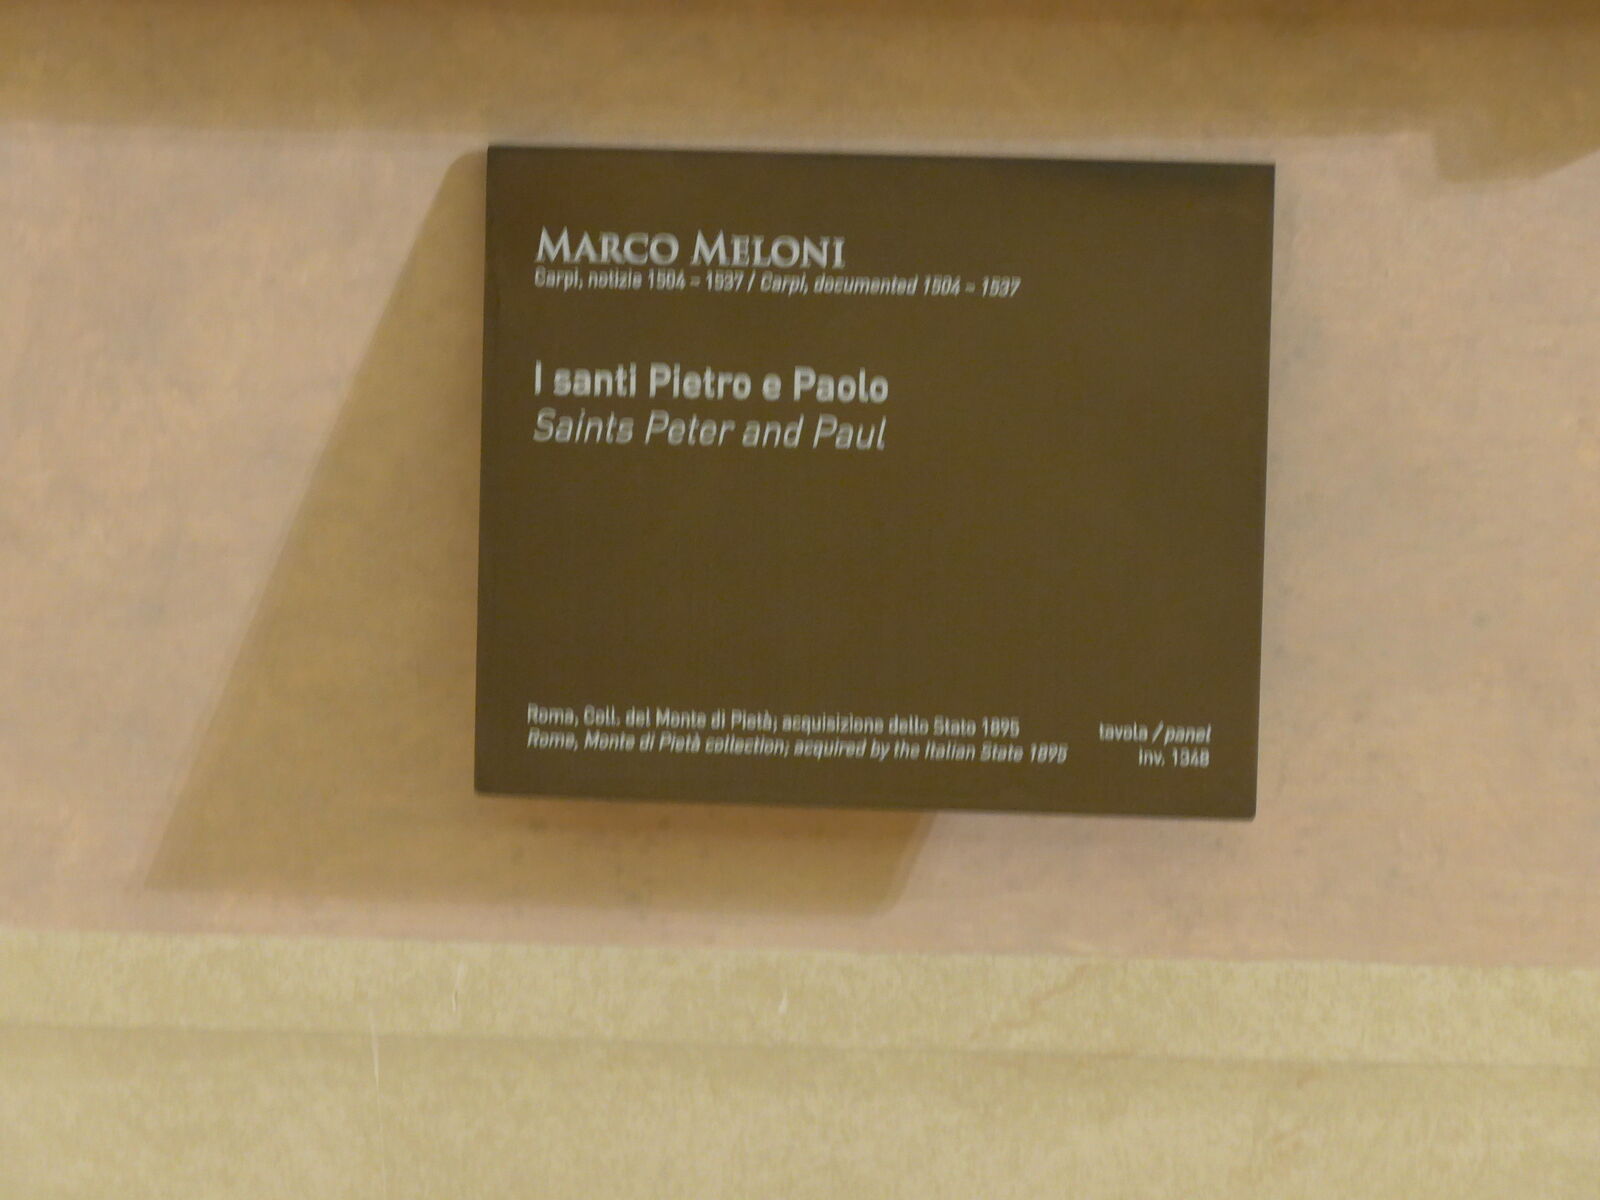 MARCO MELONI
Carpi, notizie 1504 - 1537 / Carpi, documented 1504 - 1537
I santi Pietro e Paolo
Saints Peter and Paul
Roma, Coll. del Monte di Pietà; acquisizione dello Stato 1895
Roma, Monte di Pietà collection; acquired by the Italian State 1895
tavola / panel
inv. 1348